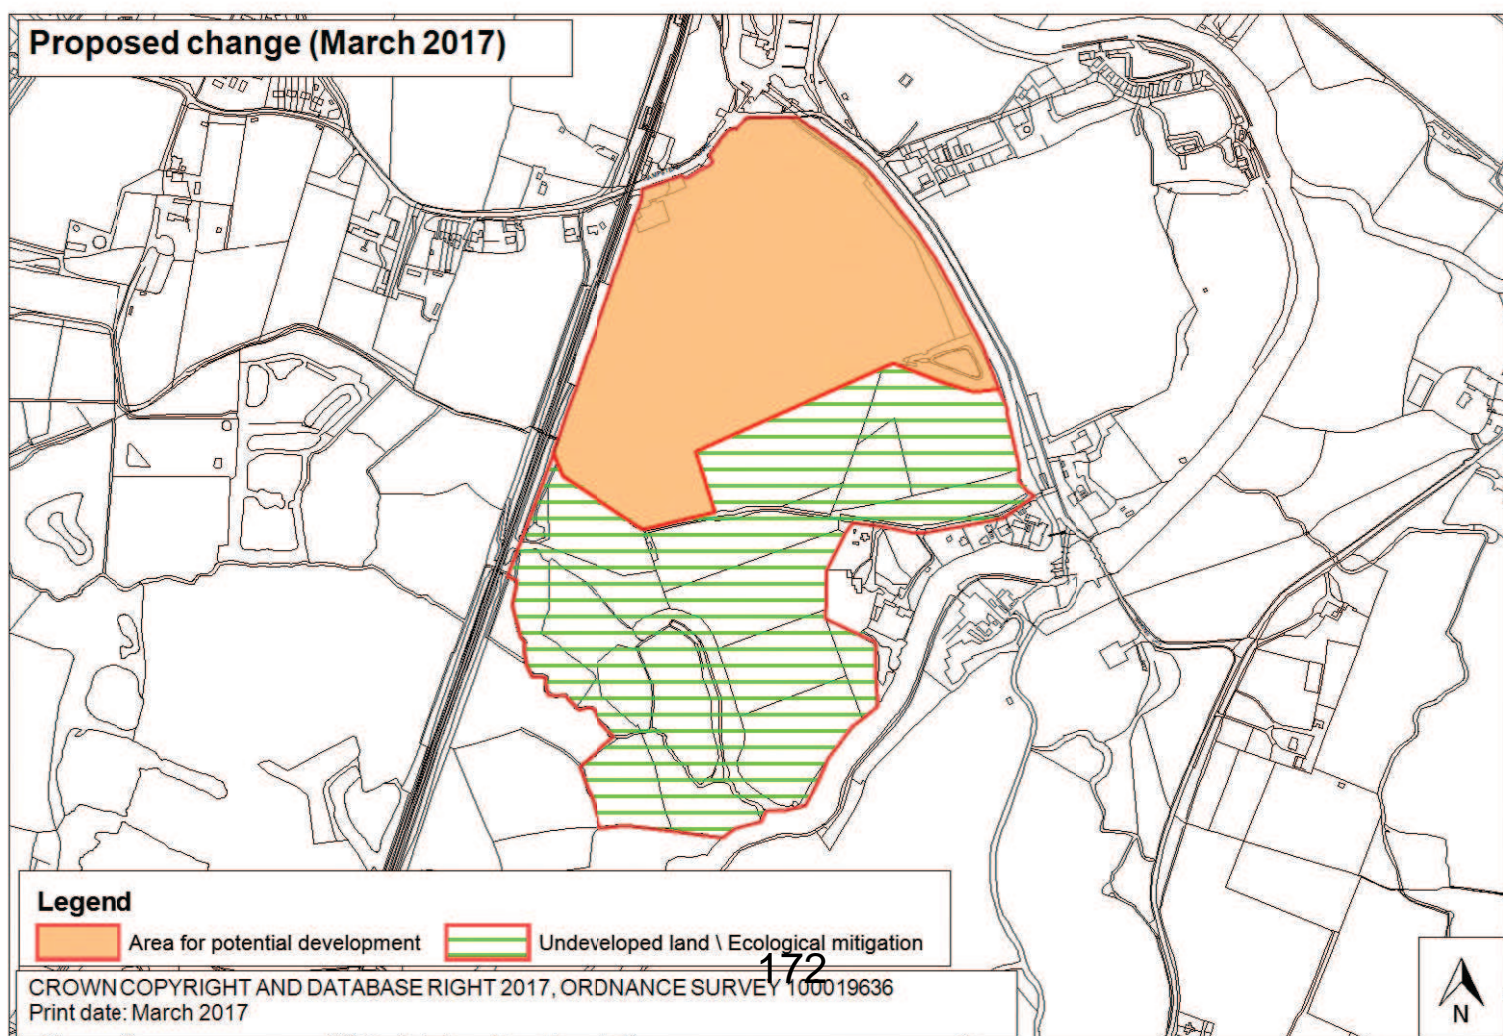 Proposed change (March 2017)
Legend
Area for potential development
Undeveloped land \ Ecological mitigation
172
CROWN COPYRIGHT AND DATABASE RIGHT 2017, ORDNANCE SURVEY 100019636
Print date: March 2017
N